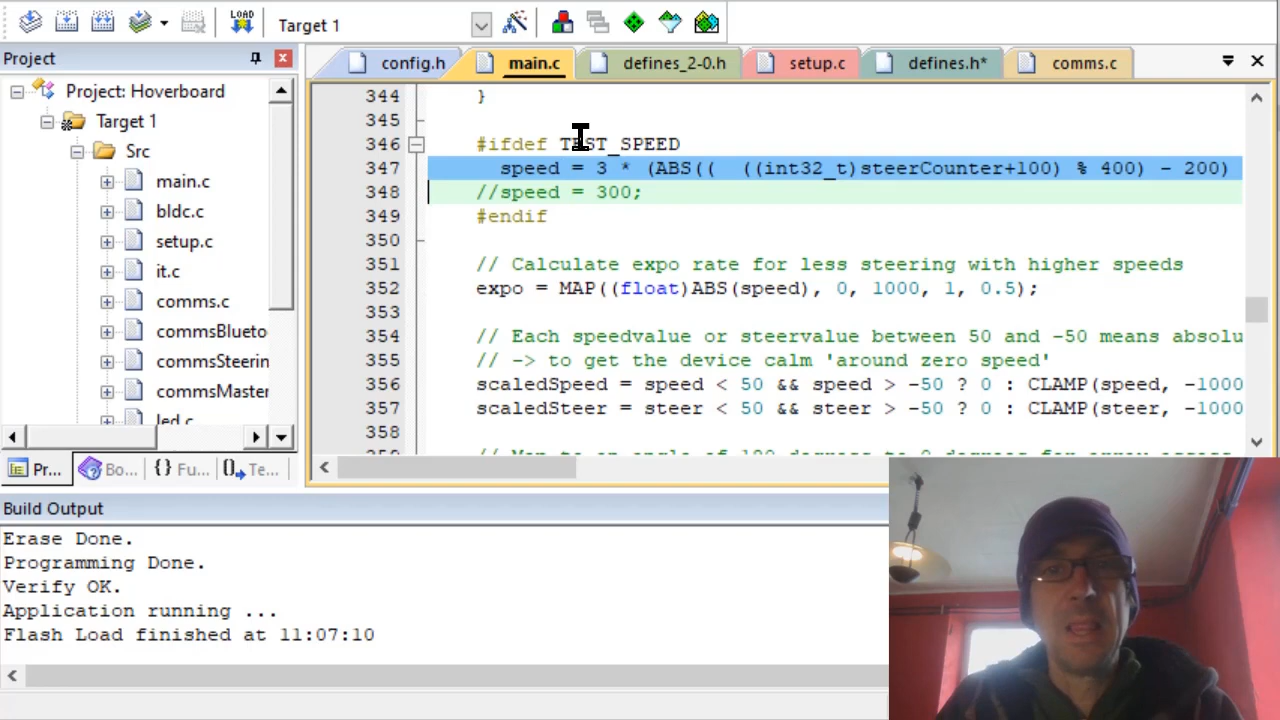 LOAD
Target 1
Project
config.h
main.c
defines_2-0.h
setup.c
defines.h*
comms.c
Project: Hoverboard
Target 1
Src
main.c
bldc.c
setup.c
it.c
comms.c
commsBlueto
commsSteerin
commsMaster
led.c
Pr...
Bo...
{} Fu...
Te...
344 }
345
346 #ifdef TEST_SPEED
347 speed = 3 * (ABS(( ((int32_t)steerCounter+100) % 400) - 200)
348 //speed = 300;
349 #endif
350
351 // Calculate expo rate for less steering with higher speeds
352 expo = MAP((float)ABS(speed), 0, 1000, 1, 0.5);
353
354 // Each speedvalue or steervalue between 50 and -50 means absolu
355 // -> to get the device calm 'around zero speed'
356 scaledSpeed = speed < 50 && speed > -50 ? 0 : CLAMP(speed, -1000
357 scaledSteer = steer < 50 && steer > -50 ? 0 : CLAMP(steer, -1000
358
Build Output
Erase Done.
Programming Done.
Verify OK.
Application running ...
Flash Load finished at 11:07:10